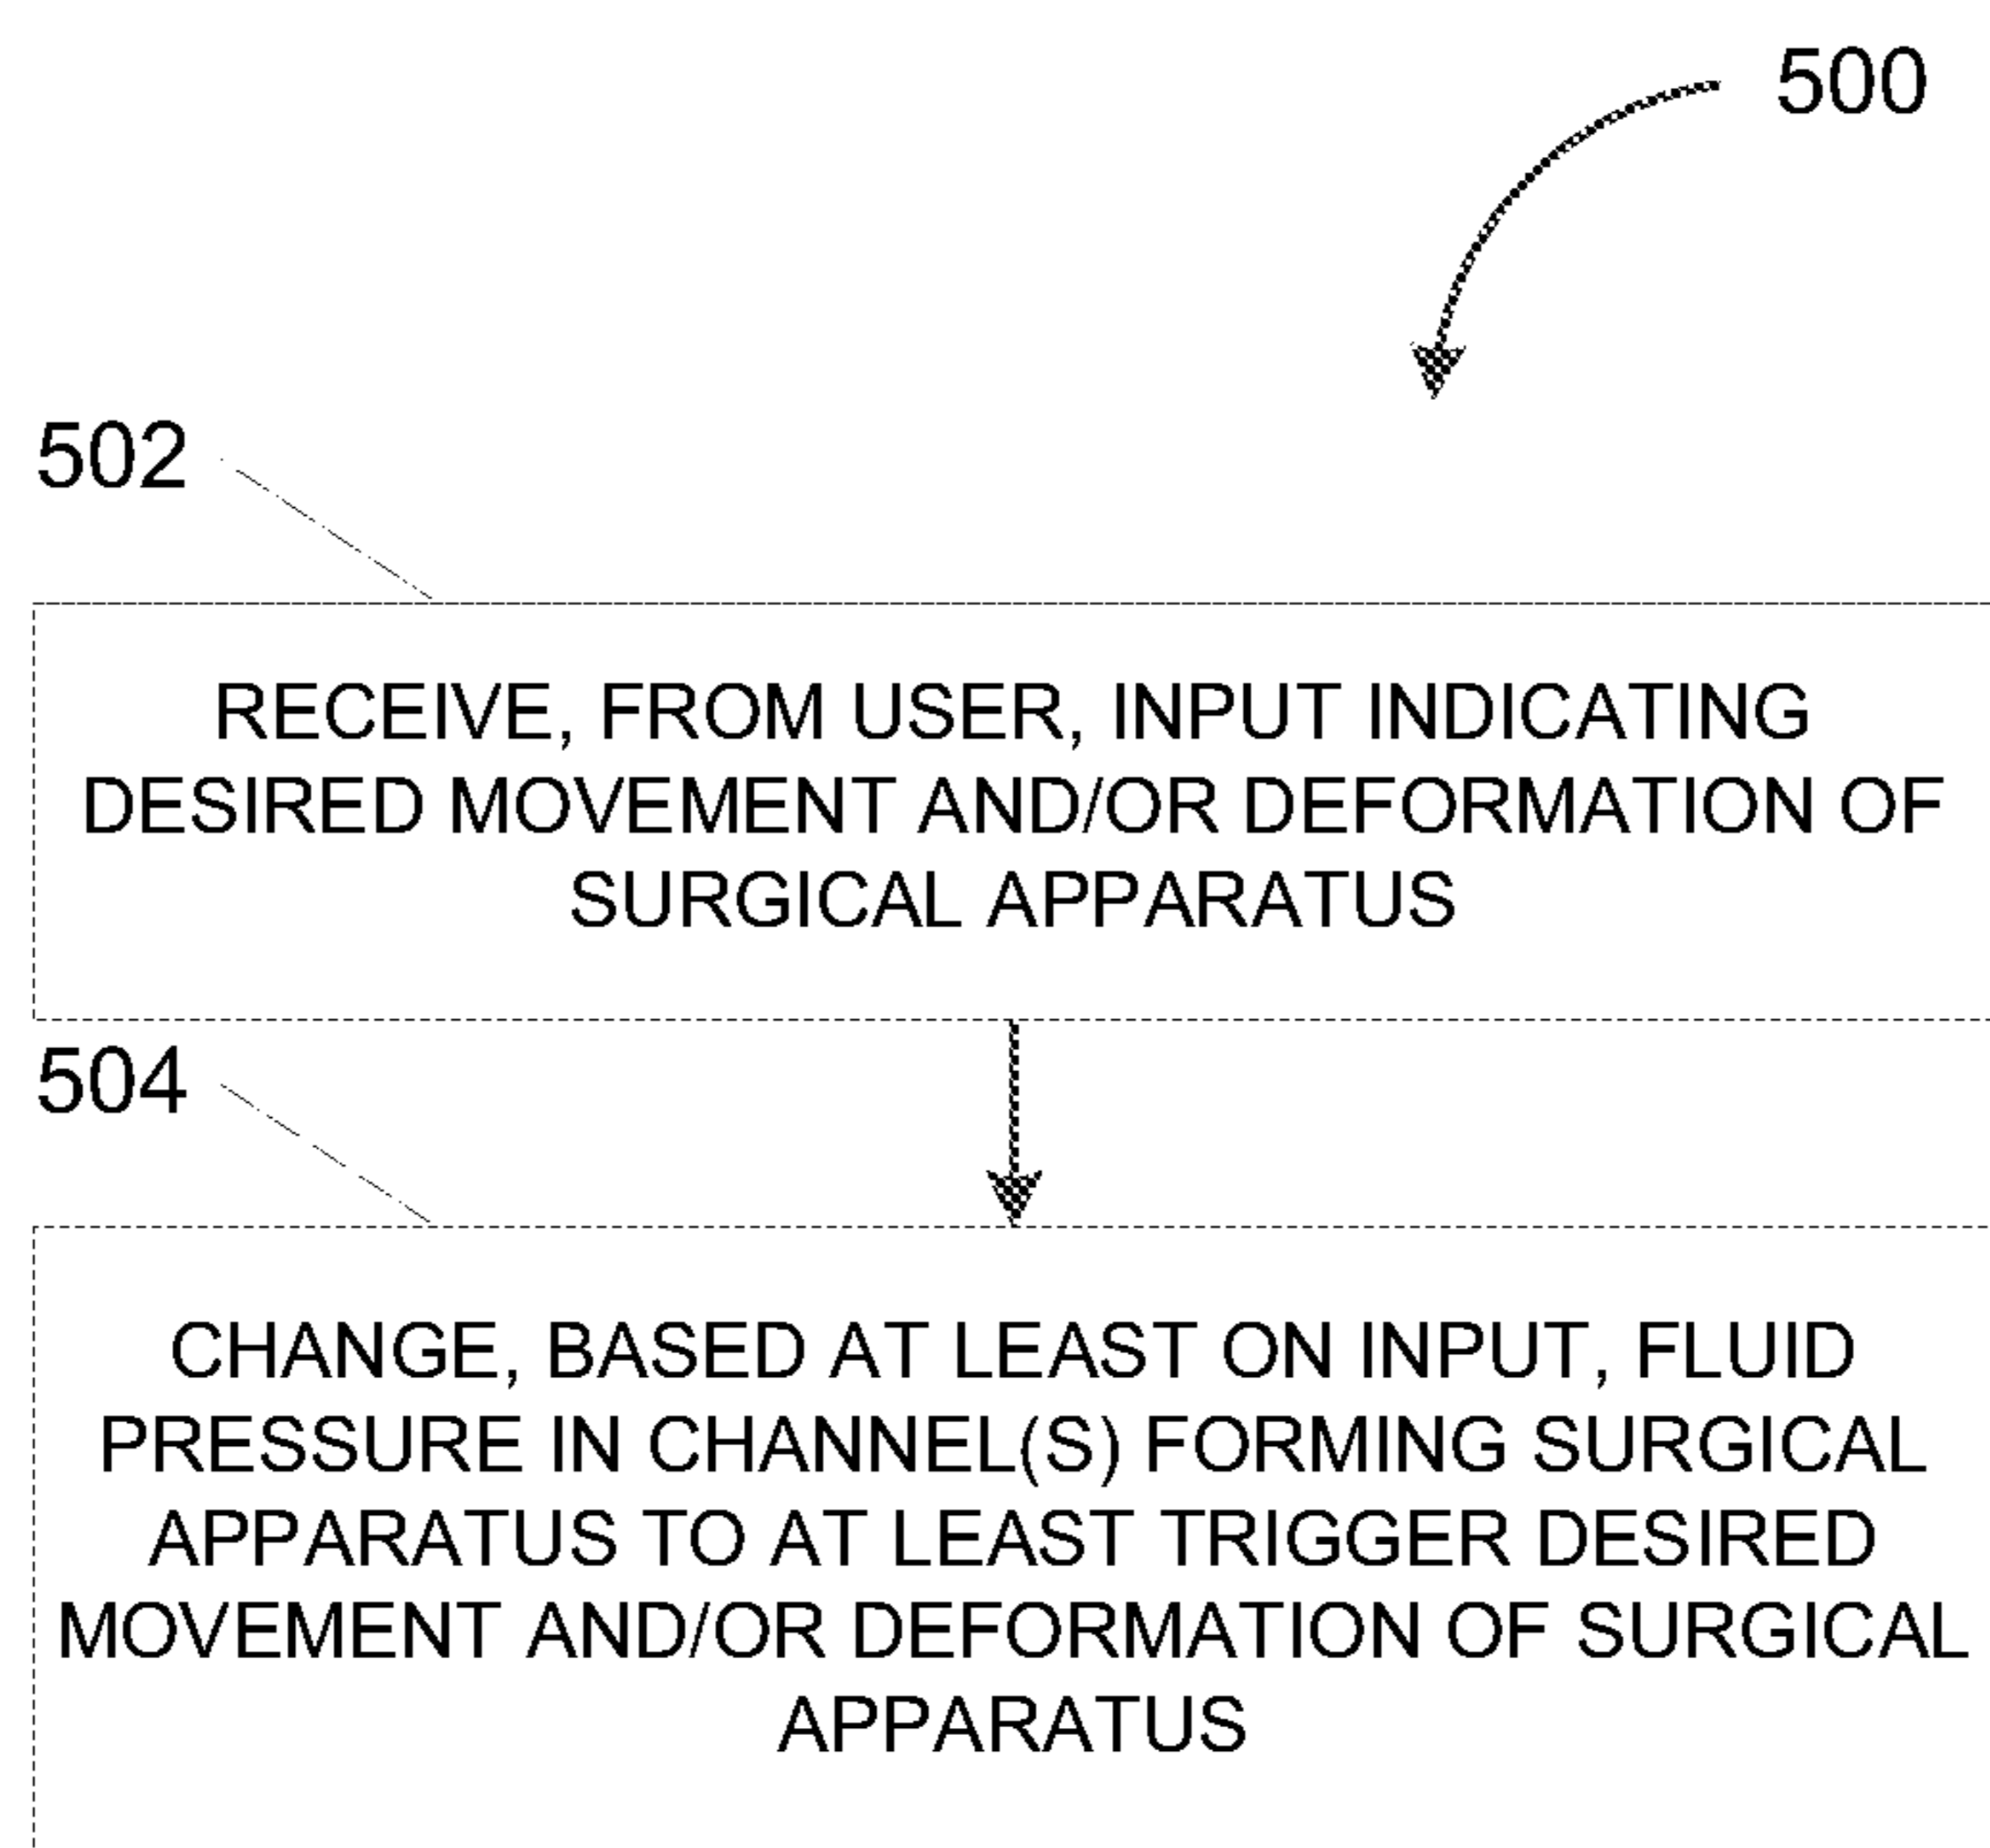 500
502
RECEIVE, FROM USER, INPUT INDICATING
DESIRED MOVEMENT AND/OR DEFORMATION OF
SURGICAL APPARATUS
504
CHANGE, BASED AT LEAST ON INPUT, FLUID
PRESSURE IN CHANNEL(S) FORMING SURGICAL
APPARATUS TO AT LEAST TRIGGER DESIRED
MOVEMENT AND/OR DEFORMATION OF SURGICAL
APPARATUS